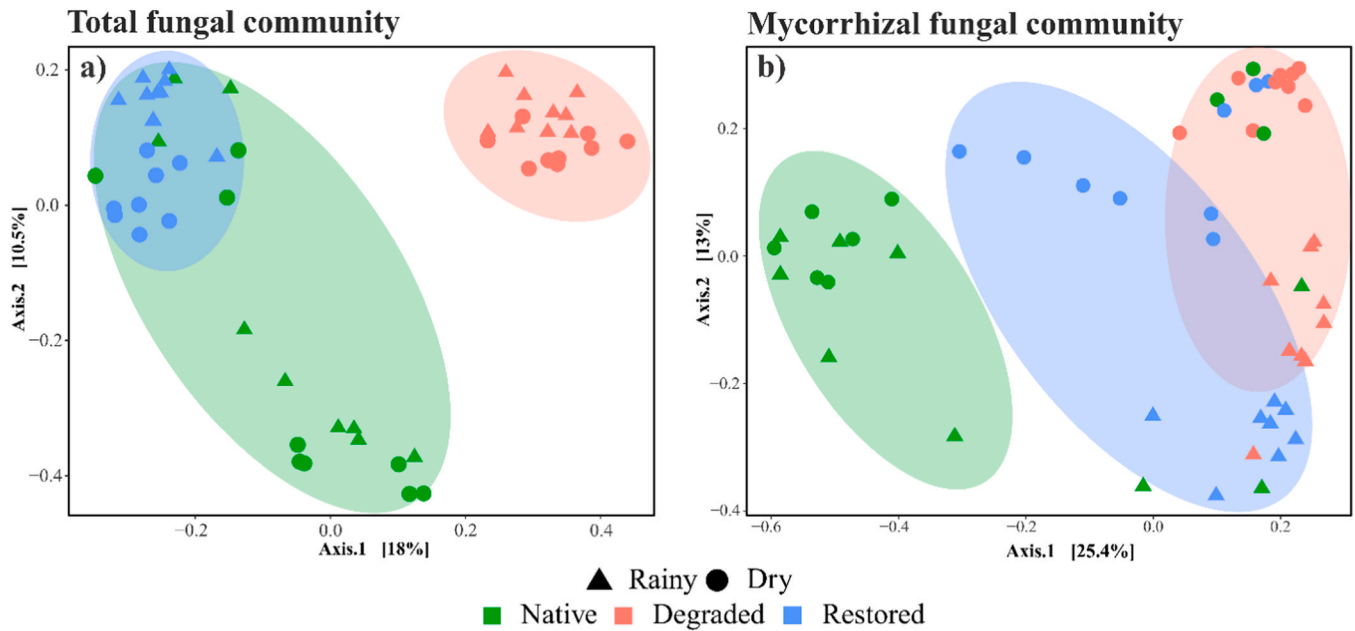 Total fungal community
Mycorrhizal fungal community
a)
0.2
0.0
−0.2
−0.4
Axis.2 [10.5%]
−0.2
0.0
0.2
0.4
Axis.1 [18%]
b)
0.2
0.0
−0.2
−0.4
Axis.2 [13%]
−0.6
−0.4
−0.2
0.0
0.2
Axis.1 [25.4%]
Rainy Dry
Native Degraded Restored